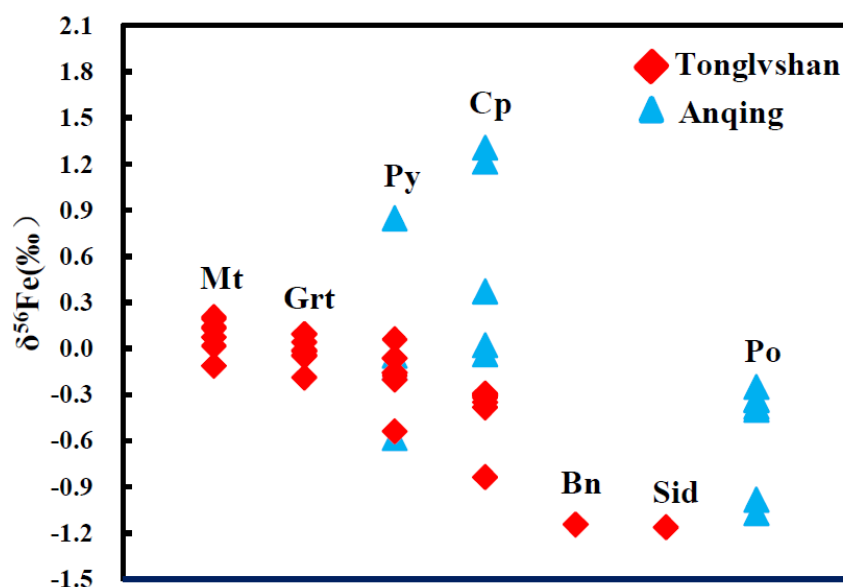 2.1
1.8
1.5
1.2
0.9
0.6
0.3
0.0
-0.3
-0.6
-0.9
-1.2
-1.5
δ⁵⁶Fe(‰)
Tonglvshan
Anqing
Mt
Grt
Py
Cp
Bn
Sid
Po